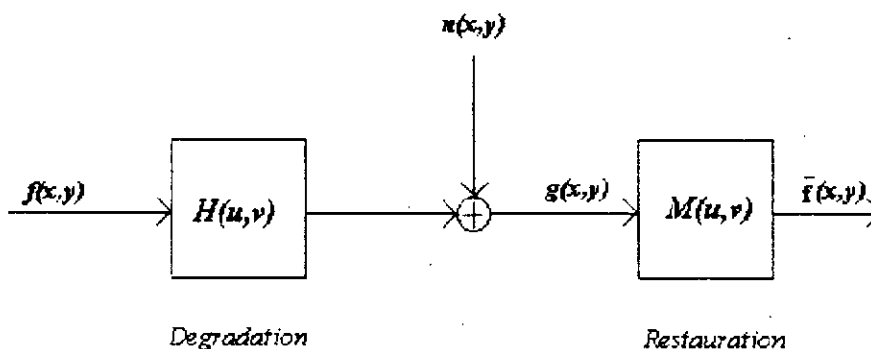 n(x,y)
f(x,y)
H(u,v)
g(x,y)
M(u,v)
f̄(x,y)
Degradation
Restauration